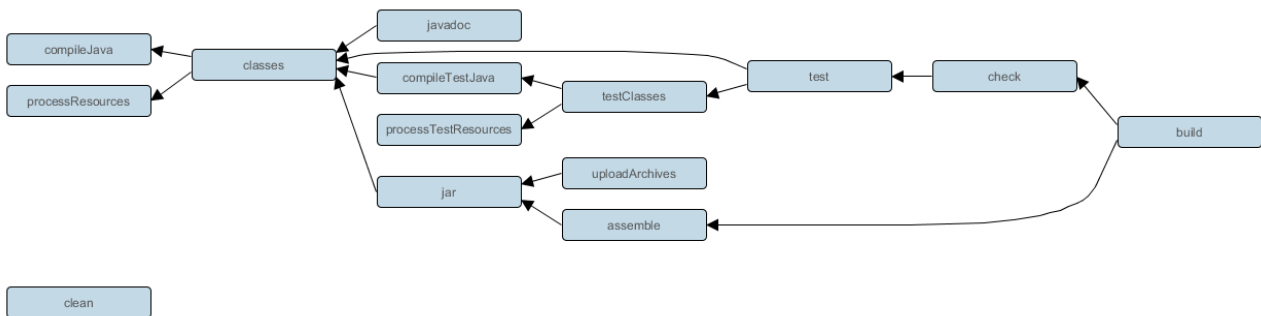 javadoc
compileJava
classes
compileTestJava
test
check
processResources
testClasses
processTestResources
build
uploadArchives
jar
assemble
clean